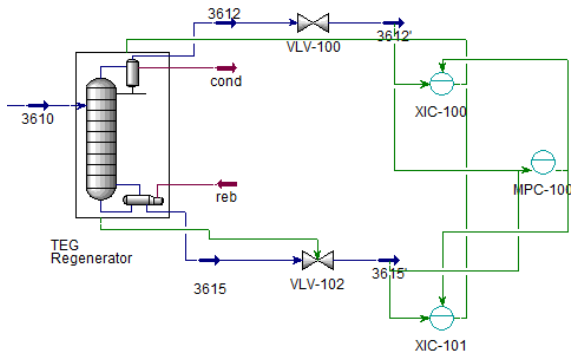 3612
VLV-100
3612'
cond
XIC-100
3610
MPC-100
reb
TEG
Regenerator
3615
VLV-102
3615'
XIC-101